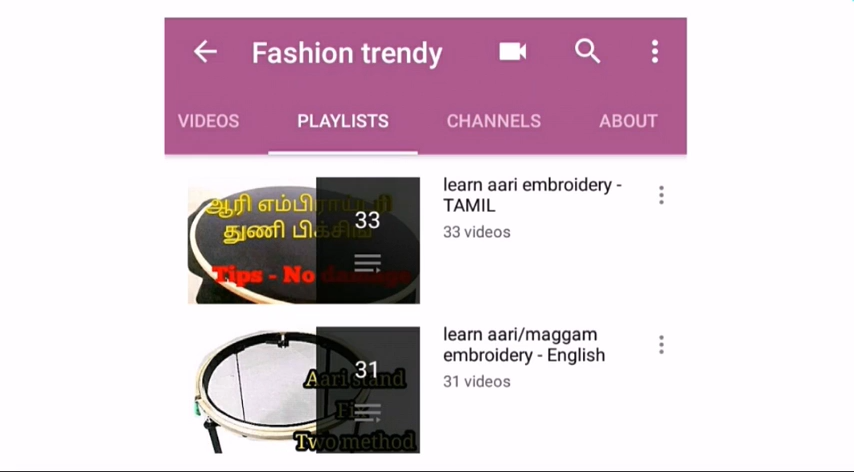 Fashion trendy
VIDEOS PLAYLISTS CHANNELS ABOUT
ஆரி எம்பிராய்டரி
துணி பிக்சிங்
Tips - No damage
33
learn aari embroidery -
TAMIL
33 videos
Aari stand
Fix
Two method
31
learn aari/maggam
embroidery - English
31 videos